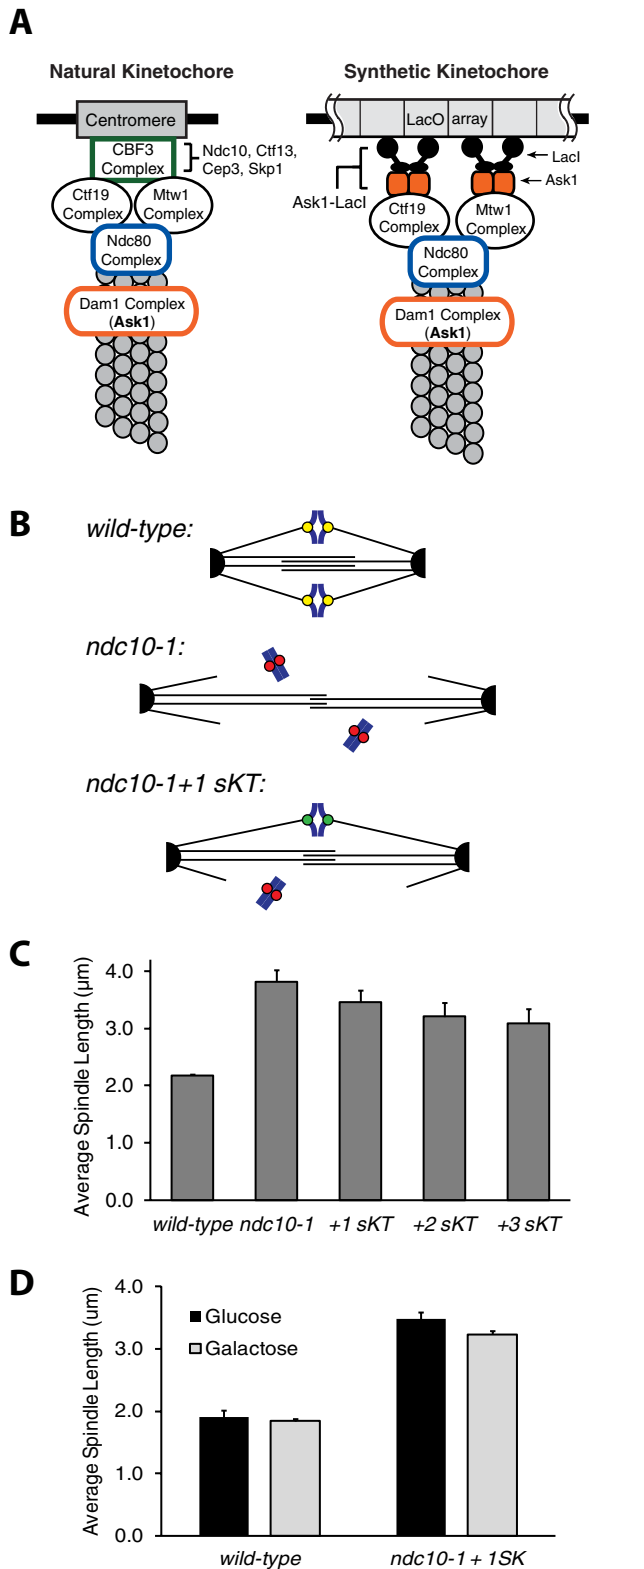 A
Natural Kinetochore
Synthetic Kinetochore
Centromere
CBF3
Complex
Ndc10, Ctf13,
Cep3, Skp1
Ctf19
Complex
Mtw1
Complex
Ndc80
Complex
Dam1 Complex
(Ask1)
LacO array
LacI
Ask1
Ask1-LacI
Ctf19
Complex
Mtw1
Complex
Ndc80
Complex
Dam1 Complex
(Ask1)
B
wild-type:
ndc10-1:
ndc10-1+1 sKT:
C
Average Spindle Length (μm)
4.0
3.0
2.0
1.0
0.0
wild-type ndc10-1 +1 sKT +2 sKT +3 sKT
D
Average Spindle Length (um)
4.0
3.0
2.0
1.0
0.0
Glucose
Galactose
wild-type ndc10-1 + 1SK